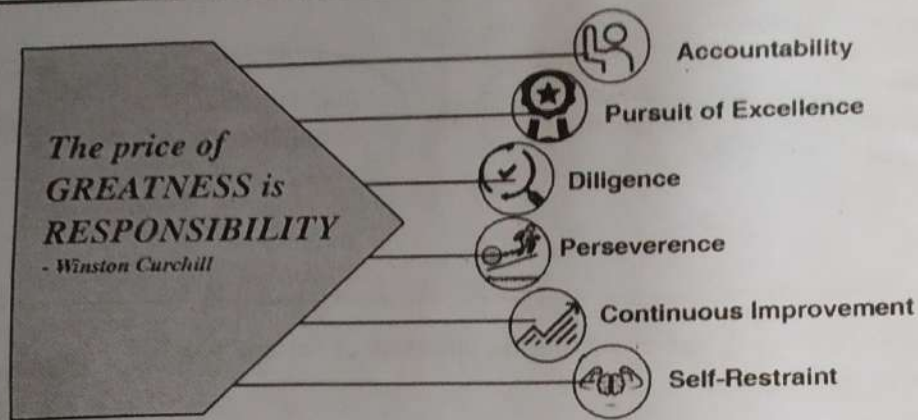 The price of
GREATNESS is
RESPONSIBILITY
- Winston Curchill
Accountability
Pursuit of Excellence
Diligence
Perseverence
Continuous Improvement
Self-Restraint